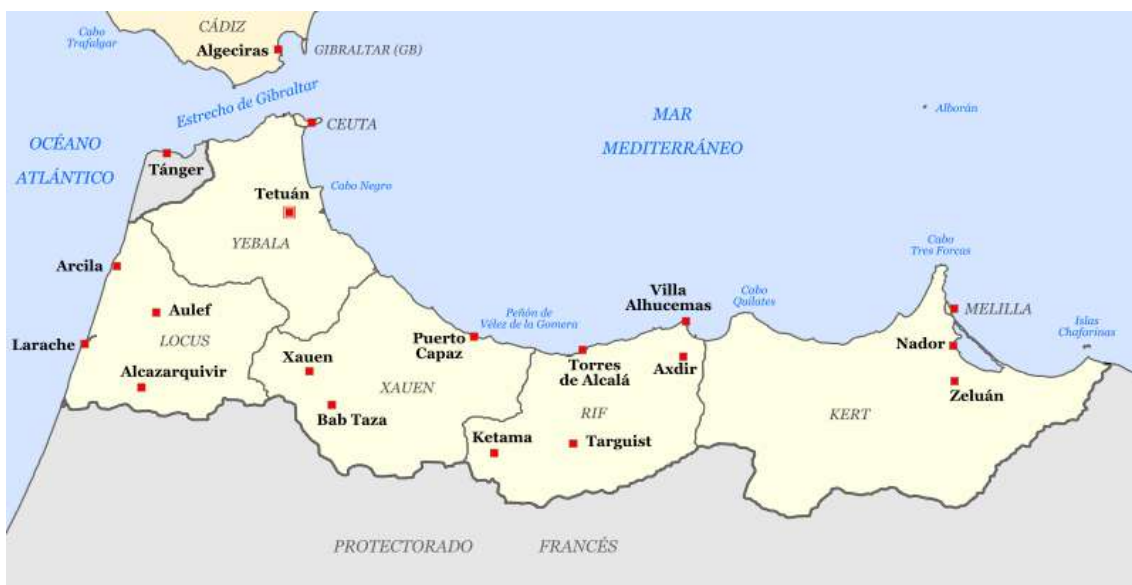 CÁDIZ
Cabo
Trafalgar
Algeciras
GIBRALTAR (GB)
Estrecho de Gibraltar
Alborán
MAR
MEDITERRÁNEO
CEUTA
OCÉANO
ATLÁNTICO
Tánger
Tetuán
Cabo Negro
YEBALA
Cabo
Tres Forcas
Arcila
Villa
Alhucemas
Cabo
Quilates
Aulef
Peñón de
Vélez de la Gomera
MELILLA
Islas
Chafarinas
LOCUS
Larache
Puerto
Capaz
Nador
Xauen
Torres
de Alcalá
Axdir
Alcazarquivir
XAUEN
Zeluán
Bab Taza
RIF
KERT
Ketama
Targuist
PROTECTORADO FRANCÉS